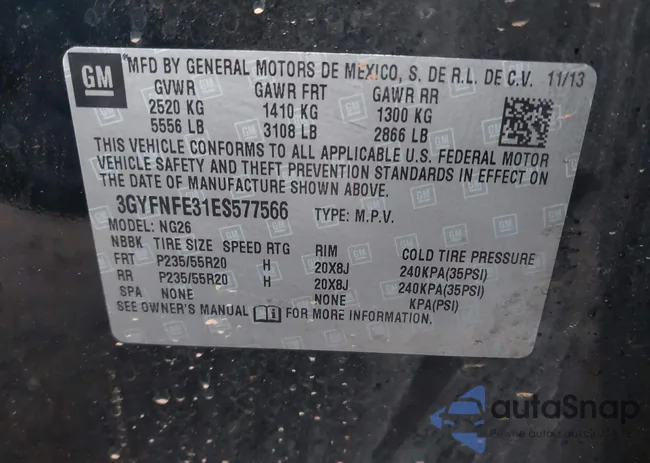 GM
*MFD BY GENERAL MOTORS DE MEXICO, S. DE R.L. DE C.V. 11/13
GVWR GAWR FRT GAWR RR
2520 KG 1410 KG 1300 KG
5556 LB 3108 LB 2866 LB
THIS VEHICLE CONFORMS TO ALL APPLICABLE U.S. FEDERAL MOTOR
VEHICLE SAFETY AND THEFT PREVENTION STANDARDS IN EFFECT ON
THE DATE OF MANUFACTURE SHOWN ABOVE.
3GYFNFE31ES577566 TYPE: M.P.V.
MODEL: NG26
NBBK TIRE SIZE SPEED RTG RIM COLD TIRE PRESSURE
FRT P235/55R20 H 20X8J 240KPA(35PSI)
RR P235/55R20 H 20X8J 240KPA(35PSI)
SPA NONE NONE KPA(PSI)
SEE OWNER'S MANUAL FOR MORE INFORMATION.
autoSnap
Pewne auto z aukcji w USA